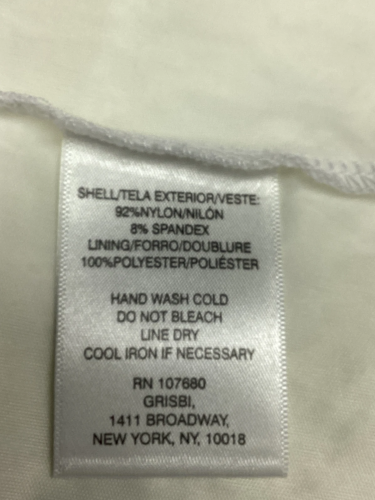 SHELL/TELA EXTERIOR/VESTE:
92%NYLON/NILÓN
8% SPANDEX
LINING/FORRO/DOUBLURE
100%POLYESTER/POLIÉSTER
HAND WASH COLD
DO NOT BLEACH
LINE DRY
COOL IRON IF NECESSARY
RN 107680
GRISBI,
1411 BROADWAY,
NEW YORK, NY, 10018